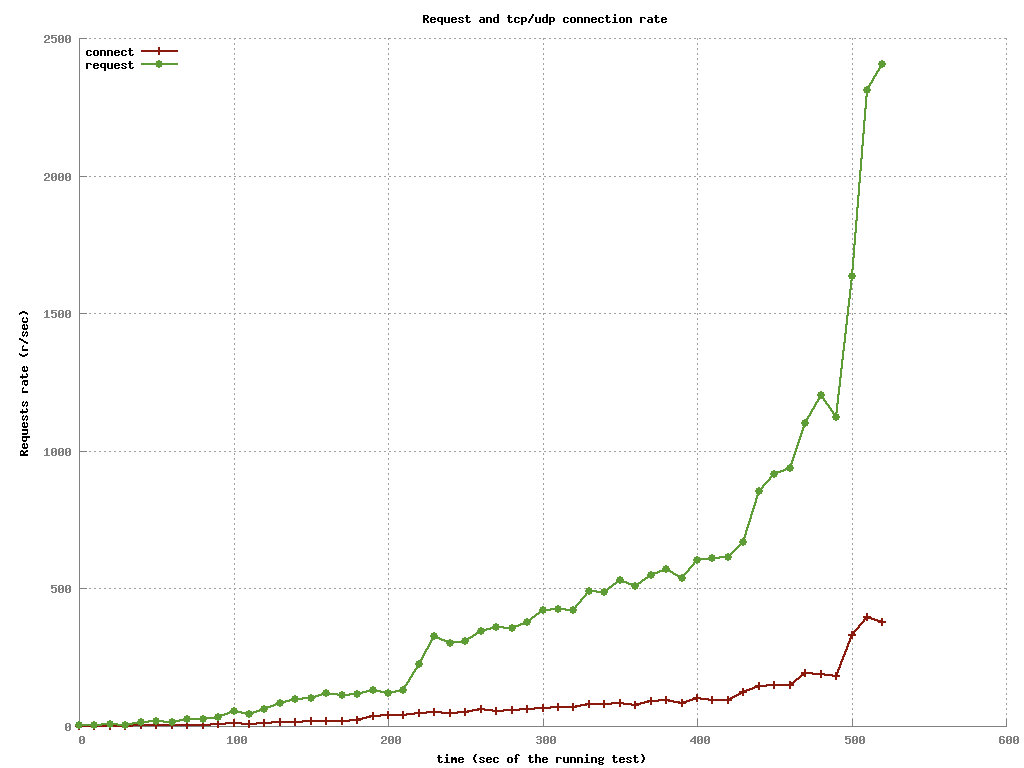 Request and tcp/udp connection rate
2500
connect
request
2000
1500
Requests rate (r/sec)
1000
500
0
0 100 200 300 400 500 600
time (sec of the running test)